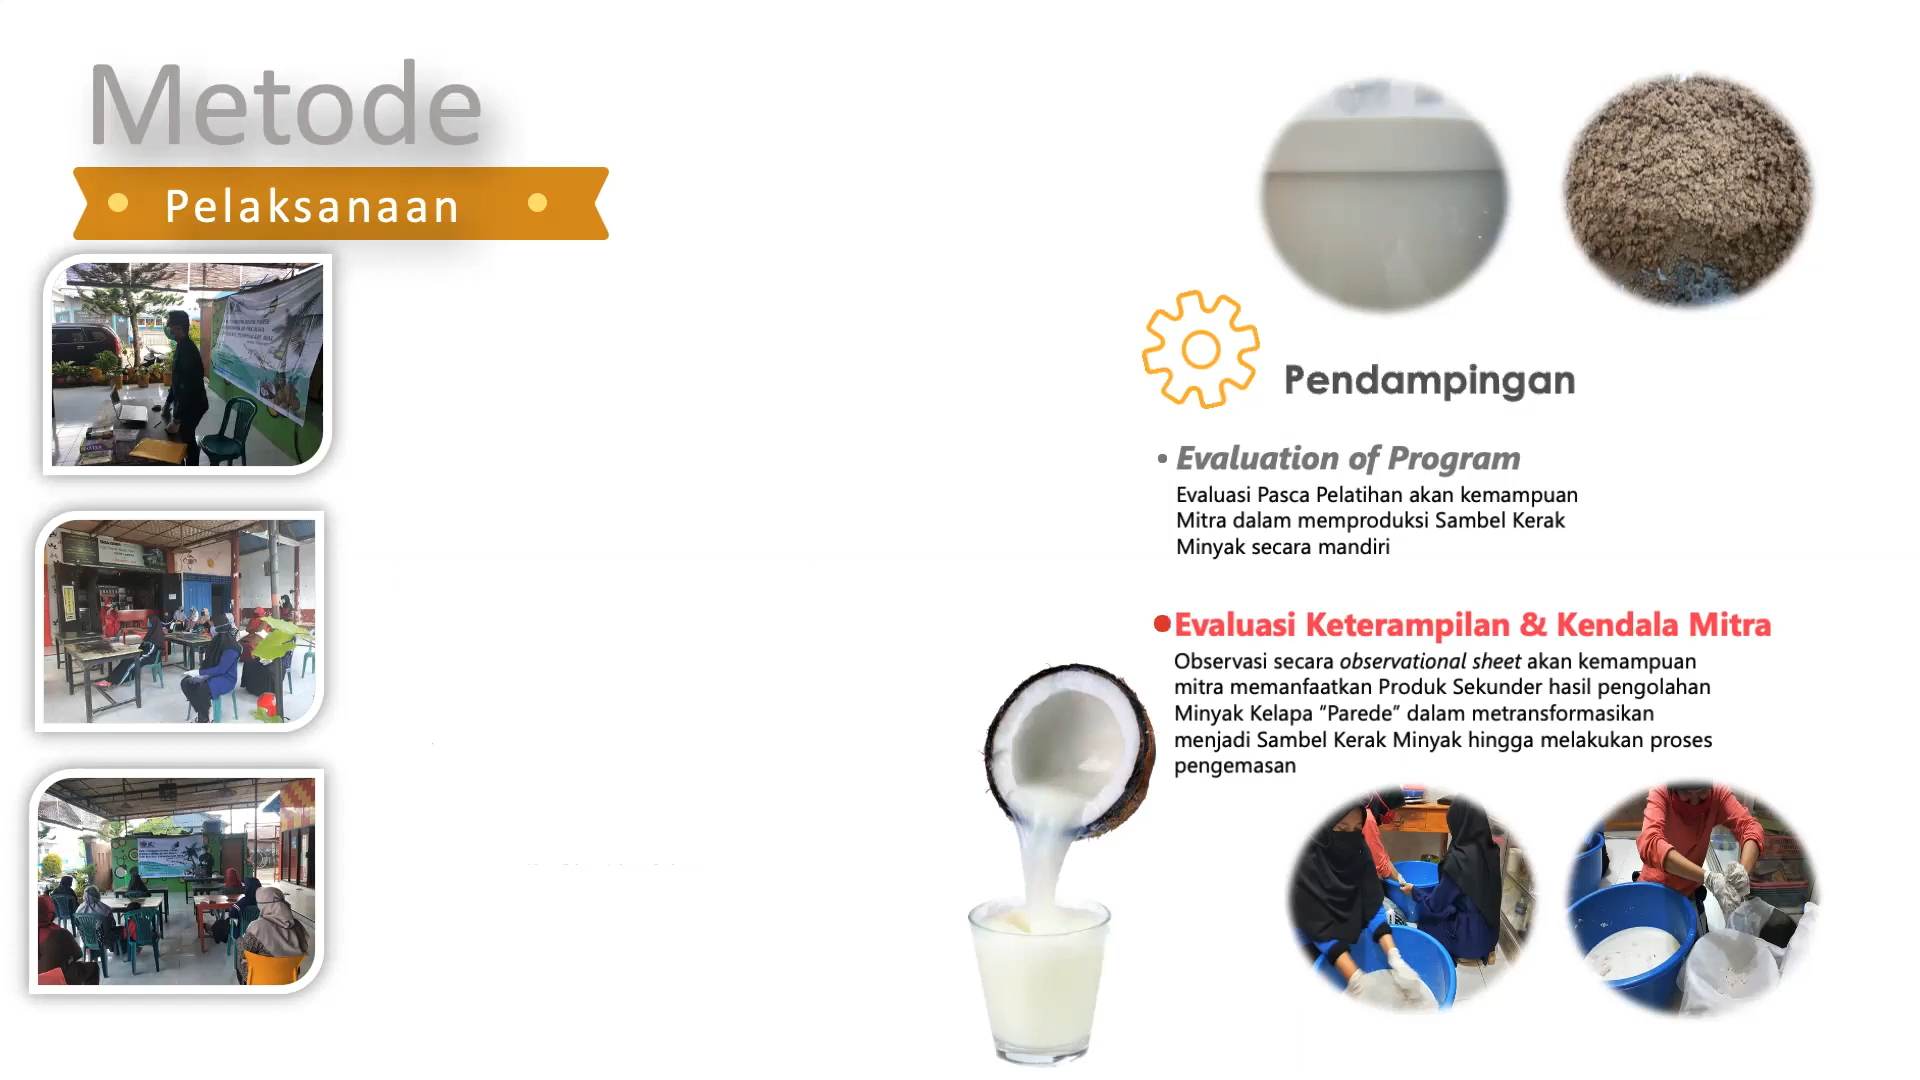 Metode
Pelaksanaan
Pendampingan
• Evaluation of Program
Evaluasi Pasca Pelatihan akan kemampuan
Mitra dalam memproduksi Sambel Kerak
Minyak secara mandiri
• Evaluasi Keterampilan & Kendala Mitra
Observasi secara observational sheet akan kemampuan
mitra memanfaatkan Produk Sekunder hasil pengolahan
Minyak Kelapa “Parede” dalam metransformasikan
menjadi Sambel Kerak Minyak hingga melakukan proses
pengemasan